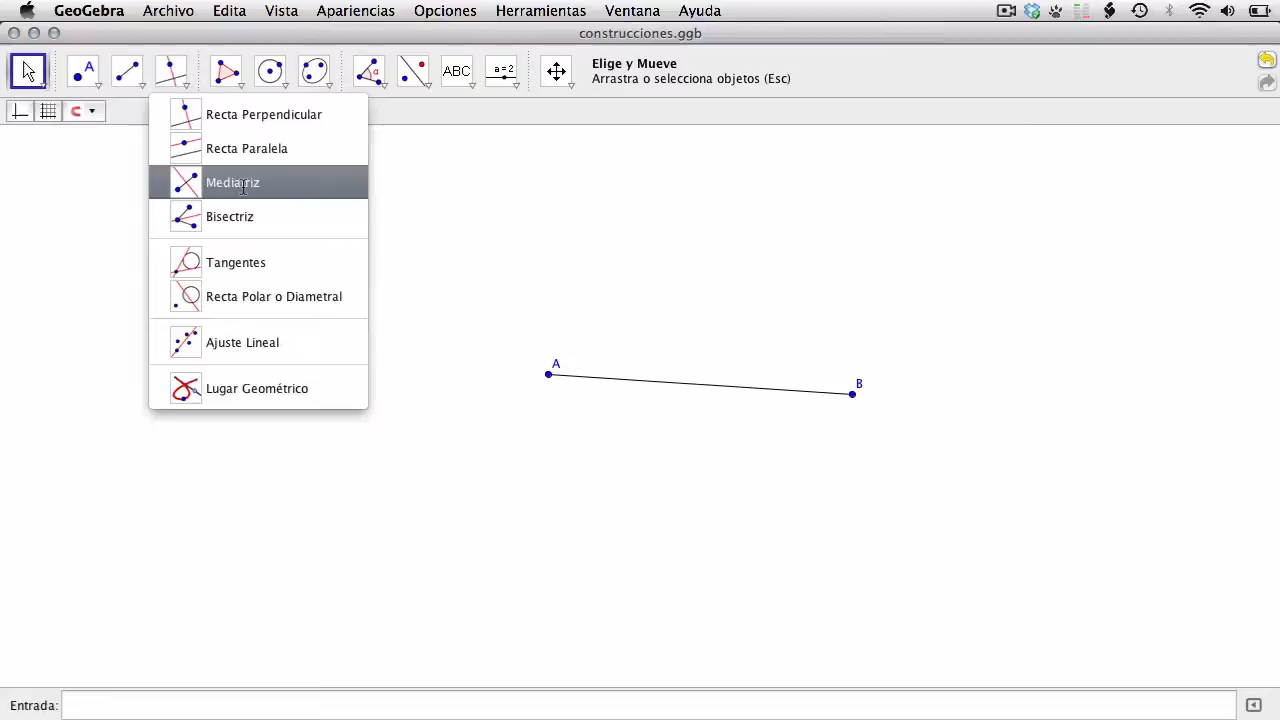 GeoGebra Archivo Edita Vista Apariencias Opciones Herramientas Ventana Ayuda
construcciones.ggb
A
ABC
a=2
α
Elige y Mueve
Arrastra o selecciona objetos (Esc)
Recta Perpendicular
Recta Paralela
Mediatriz
Bisectriz
Tangentes
Recta Polar o Diametral
Ajuste Lineal
Lugar Geométrico
A
B
Entrada: